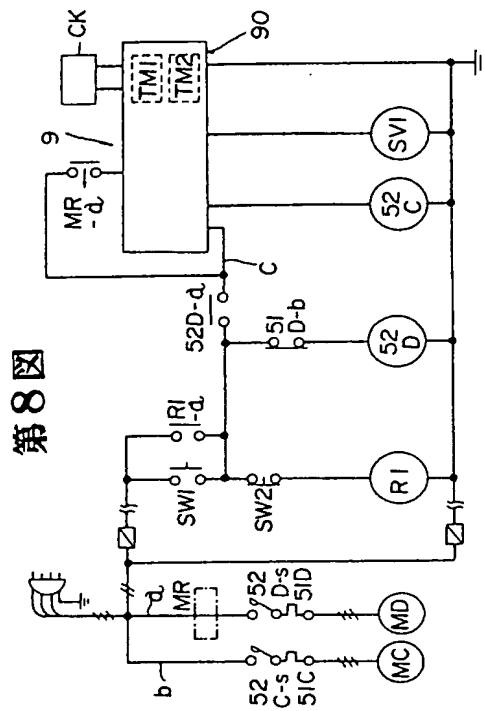 第8図
CK
9
90
TM1
TM2
MR
-a
C
52D-a
51
D-b
R1
-a
SW1
SW2
SV1
52
C
52
D
R1
a
MR
b
52
D-s
51D
52
C-s
51C
MD
MC